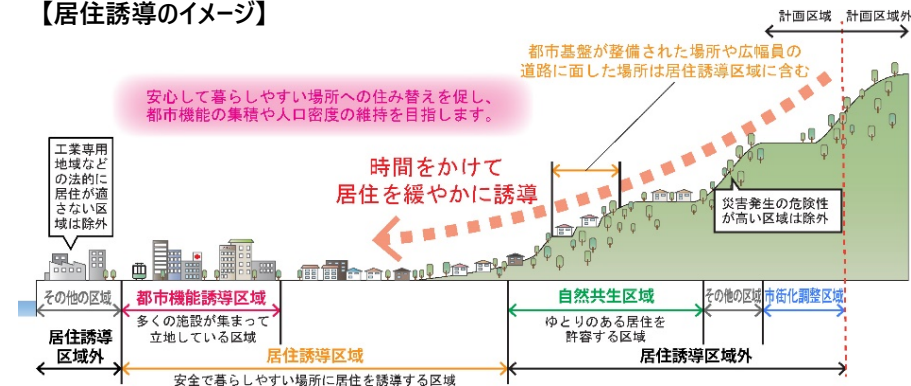 【居住誘導のイメージ】
計画区域
計画区域外
都市基盤が整備された場所や広幅員の
道路に面した場所は居住誘導区域に含む
安心して暮らしやすい場所への住み替えを促し、
都市機能の集積や人口密度の維持を目指します。
工業専用
地域など
の法的に
居住が適
さない区
域は除外
時間をかけて
居住を緩やかに誘導
災害発生の危険性
が高い区域は除外
その他の区域
都市機能誘導区域
自然共生区域
その他の区域
市街化調整区域
多くの施設が集まって
立地している区域
ゆとりのある居住を
許容する区域
居住誘導
区域外
居住誘導区域
居住誘導区域外
安全で暮らしやすい場所に居住を誘導する区域